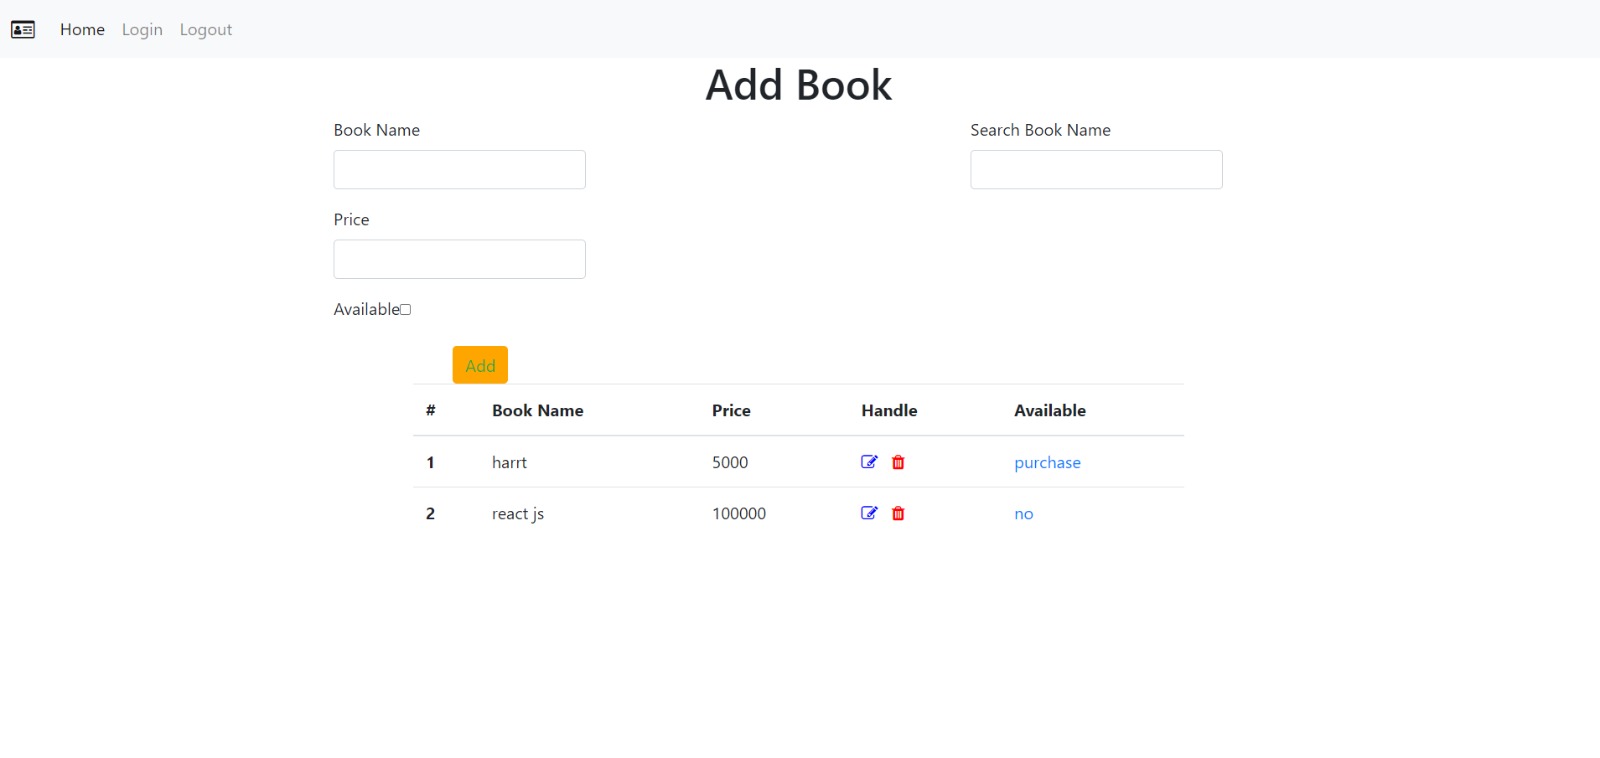 Home Login Logout
Add Book
Book Name
Search Book Name
Price
Available
Add
# Book Name Price Handle Available
1 harrt 5000 purchase
2 react js 100000 no